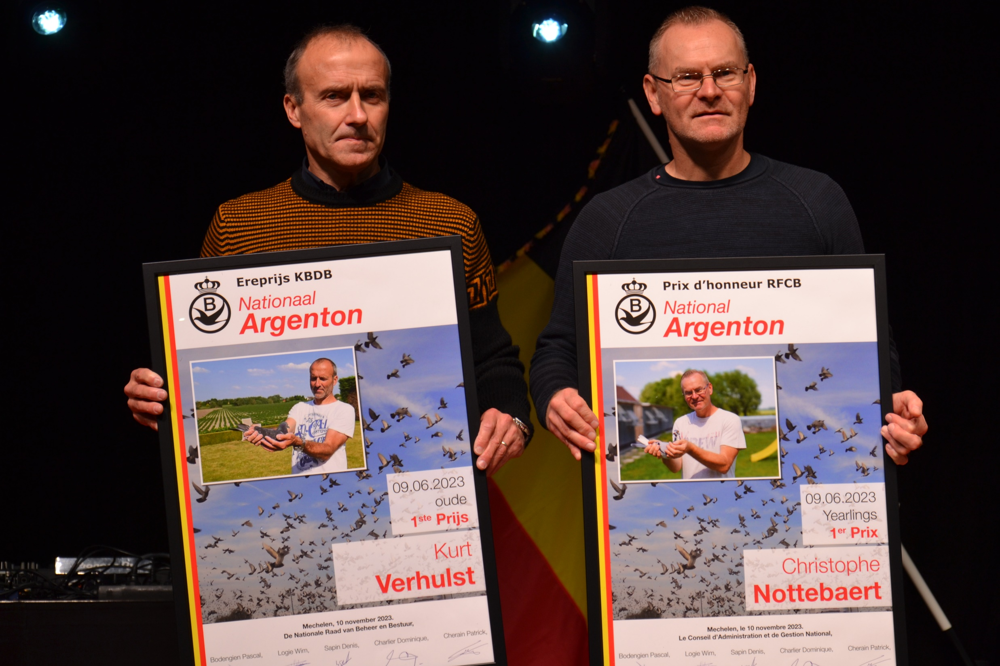 Ereprijs KBDB
B
Nationaal
Argenton
09.06.2023
oude
1ste Prijs
Kurt
Verhulst
Mechelen, 10 november 2023.
De Nationale Raad van Beheer en Bestuur,
Bodengien Pascal, Logie Wim, Sapin Denis, Charlier Dominique, Cherain Patrick,
Prix d'honneur RFCB
B
National
Argenton
09.06.2023
Yearlings
1er Prix
Christophe
Nottebaert
Mechelen, le 10 novembre 2023.
Le Conseil d'Administration et de Gestion National,
Bodengien Pascal, Logie Wim, Sapin Denis, Charlier Dominique, Cherain Patrick,